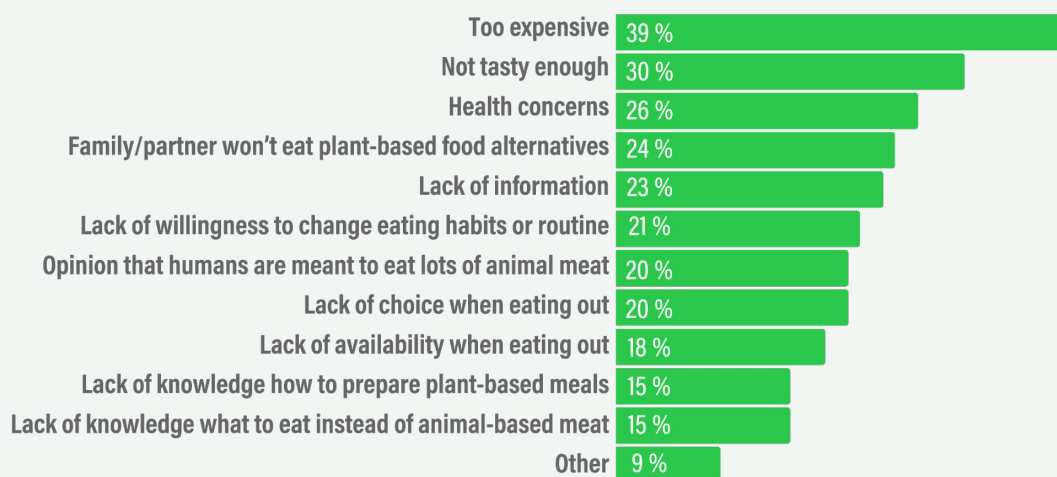 Too expensive 39 %
Not tasty enough 30 %
Health concerns 26 %
Family/partner won’t eat plant-based food alternatives 24 %
Lack of information 23 %
Lack of willingness to change eating habits or routine 21 %
Opinion that humans are meant to eat lots of animal meat 20 %
Lack of choice when eating out 20 %
Lack of availability when eating out 18 %
Lack of knowledge how to prepare plant-based meals 15 %
Lack of knowledge what to eat instead of animal-based meat 15 %
Other 9 %